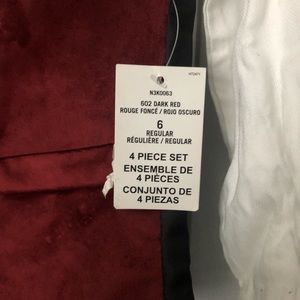 N3K0063
602 DARK RED
ROUGE FONCÉ / ROJO OSCURO
6
REGULAR
RÉGULIÈRE / REGULAR
4 PIECE SET
ENSEMBLE DE
4 PIÈCES
CONJUNTO DE
4 PIEZAS